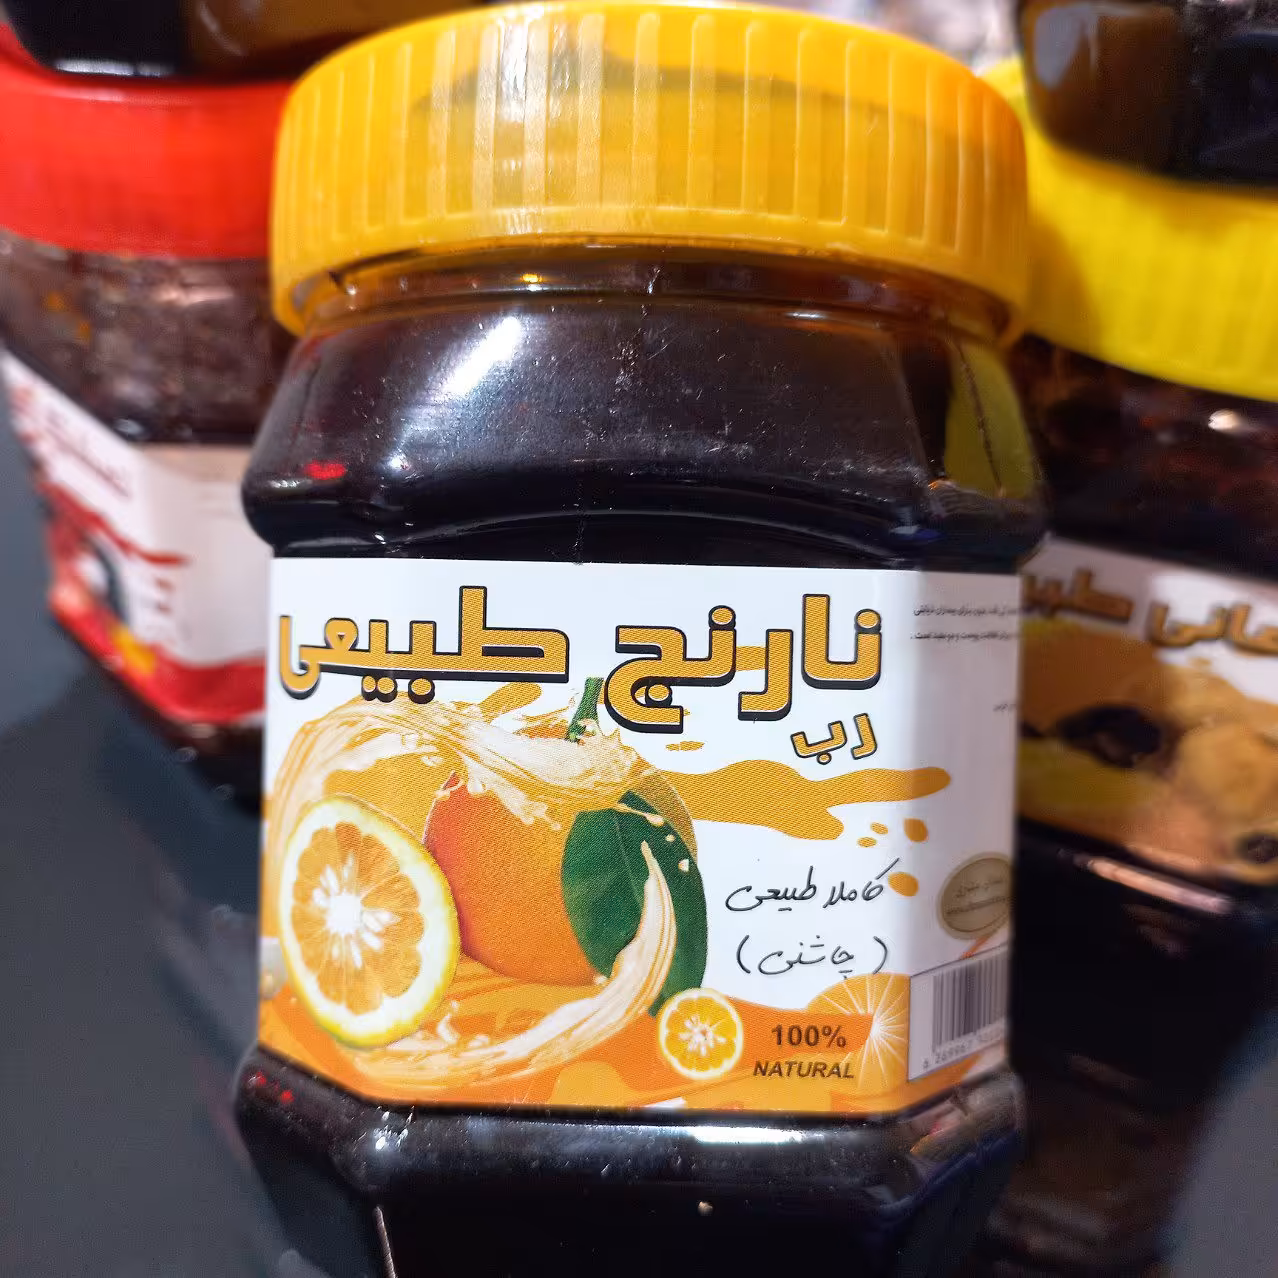 نارنج طبیعی
رب
کاملا طبیعی
(چاشنی)
100%
NATURAL